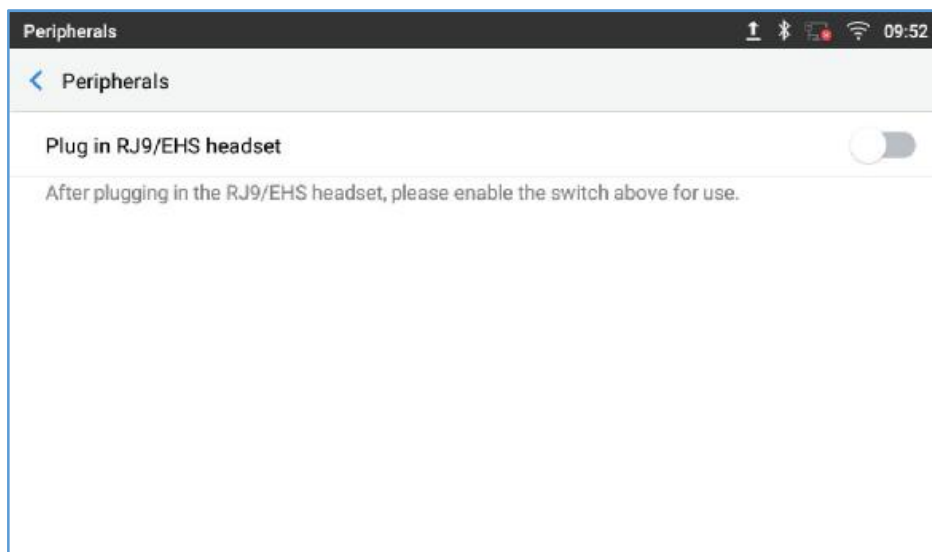 Peripherals 09:52
Peripherals
Plug in RJ9/EHS headset
After plugging in the RJ9/EHS headset, please enable the switch above for use.